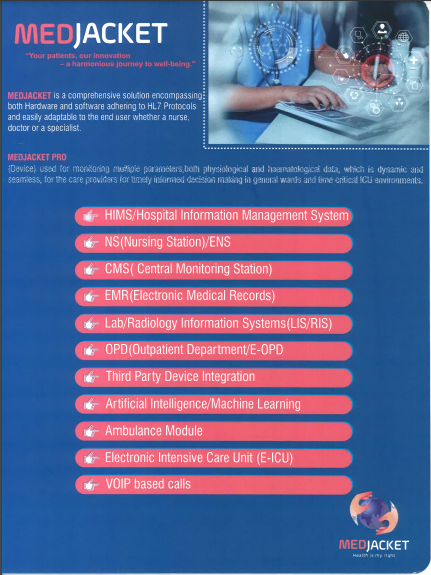 MEDJACKET
"Your patients, our innovation
– a harmonious journey to well-being."
MEDJACKET is a comprehensive solution encompassing
both Hardware and software adhering to HL7 Protocols
and easily adaptable to the end user whether a nurse,
doctor or a specialist.
MEDJACKET PRO
(Device) used for monitoring multiple parameters,both physiological and haematological data, which is dynamic and
seamless, for the care providers for timely informed decision making in general wards and time critical ICU environments.
HIMS/Hospital Information Management System
NS(Nursing Station)/ENS
CMS( Central Monitoring Station)
EMR(Electronic Medical Records)
Lab/Radiology Information Systems(LIS/RIS)
OPD(Outpatient Department/E-OPD
Third Party Device Integration
Artificial Intelligence/Machine Learning
Ambulance Module
Electronic Intensive Care Unit (E-ICU)
VOIP based calls
MEDJACKET
Health is my right